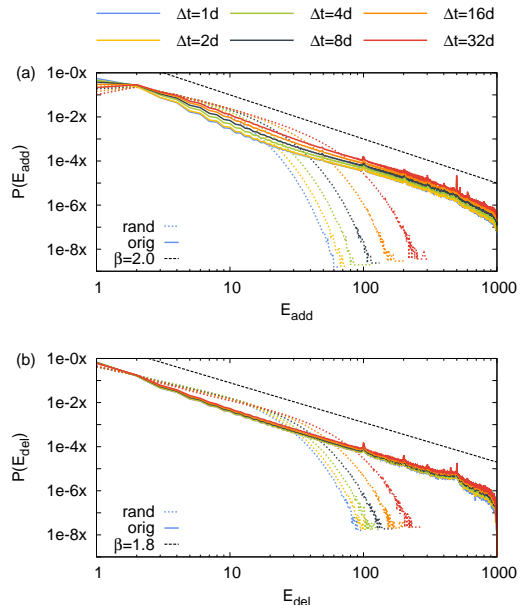 Δt=1d Δt=4d Δt=16d
Δt=2d Δt=8d Δt=32d
(a)
1e-0x
1e-2x
1e-4x
1e-6x
1e-8x
P(E_add)
rand
orig
β=2.0
1 10 100 1000
E_add
(b)
1e-0x
1e-2x
1e-4x
1e-6x
1e-8x
P(E_del)
rand
orig
β=1.8
1 10 100 1000
E_del